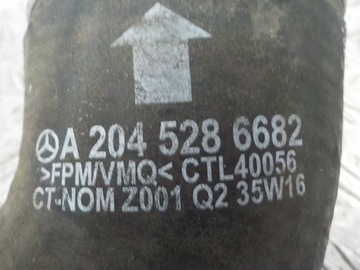 A 204 528 6682
>FPM/VMQ< CTL40056
CT-NOM Z001 Q2 35W16